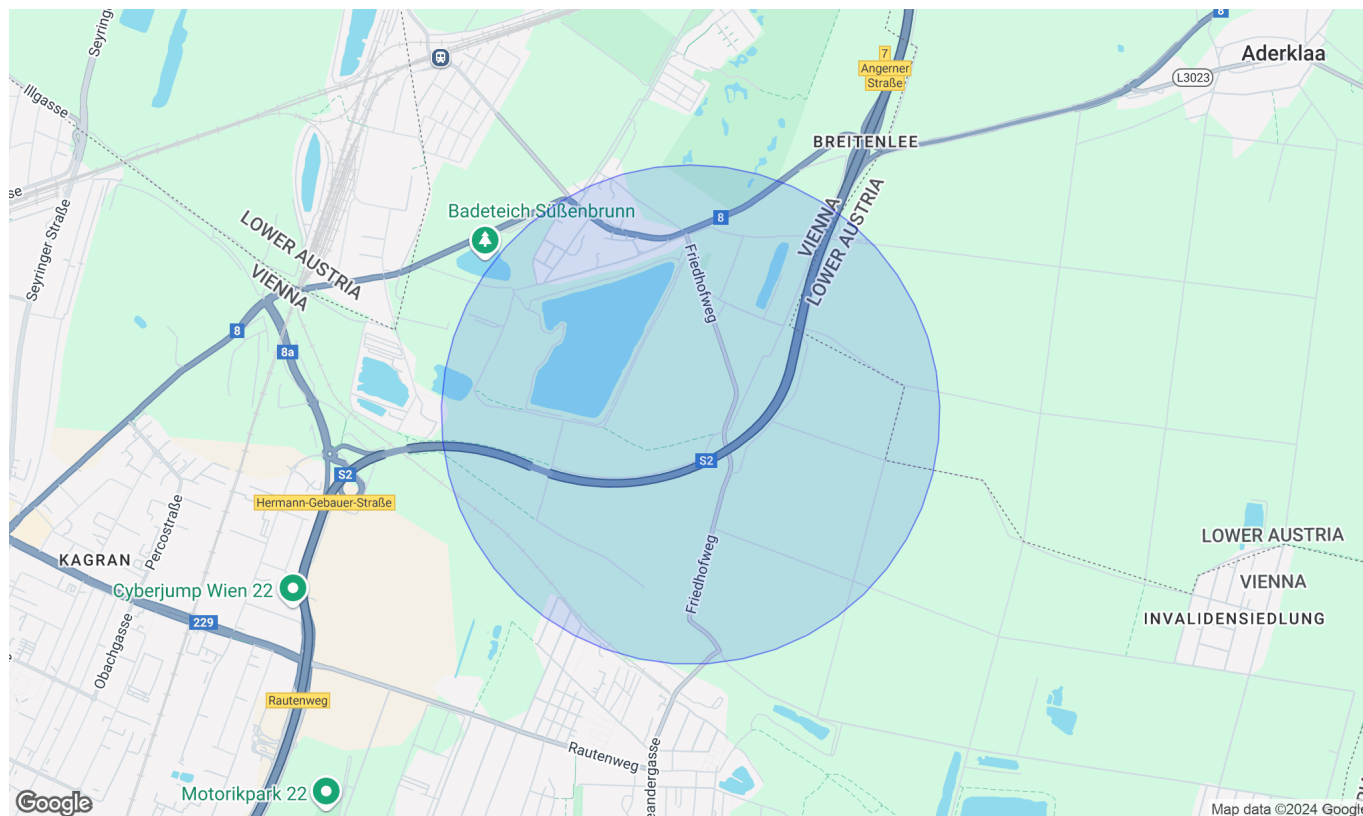 Seyringer
8
Aderklaa
7
Angerner
Straße
L3023
Illgasse
BREITENLEE
Seyringer Straße
LOWER AUSTRIA
VIENNA
Badeteich Süßenbrunn
8
VIENNA
LOWER AUSTRIA
Friedhofweg
8
8a
S2
S2
Hermann-Gebauer-Straße
Percostraße
KAGRAN
LOWER AUSTRIA
VIENNA
INVALIDENSIEDLUNG
Cyberjump Wien 22
Friedhofweg
229
Obachgasse
Rautenweg
Rautenweg
Motorikpark 22
eandergasse
Google
Map data ©2024 Google